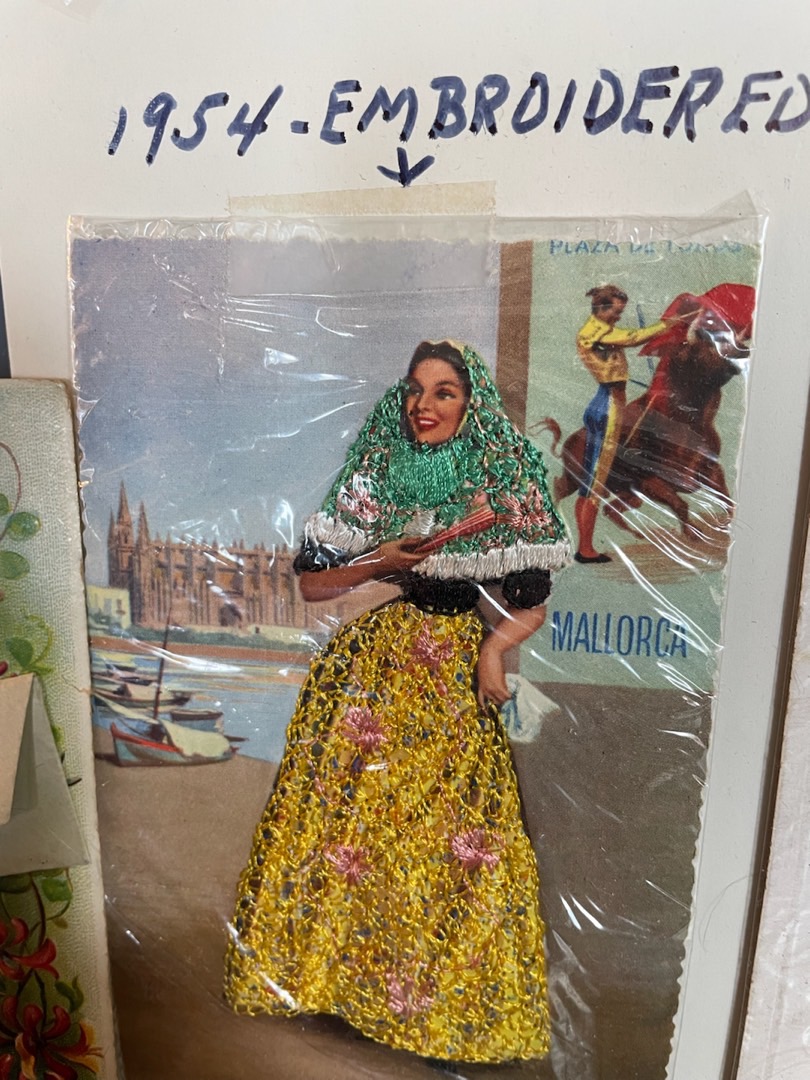 1954-EMBROIDERED
PLAZA DE TOROS
MALLORCA